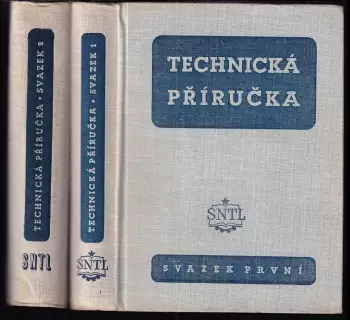 TECHNICKÁ PŘÍRUČKA · SVAZEK 2
SNTL
TECHNICKÁ PŘÍRUČKA · SVAZEK 1
SNTL
TECHNICKÁ
PŘÍRUČKA
SNTL
SVAZEK PRVNÍ